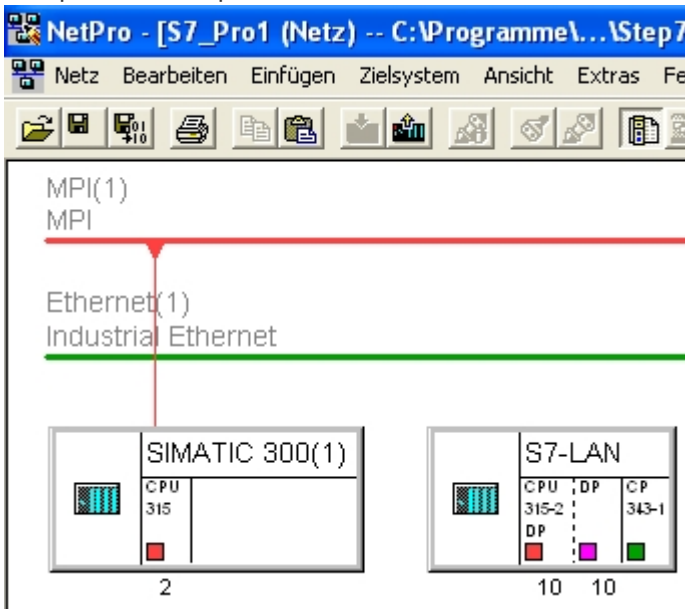 NetPro - [S7_Pro1 (Netz) -- C:\Programme\...\Step7
Netz Bearbeiten Einfügen Zielsystem Ansicht Extras Fe
MPI(1)
MPI
Ethernet(1)
Industrial Ethernet
SIMATIC 300(1)
CPU
315
2
S7-LAN
CPU DP CP
315-2 343-1
DP
10 10